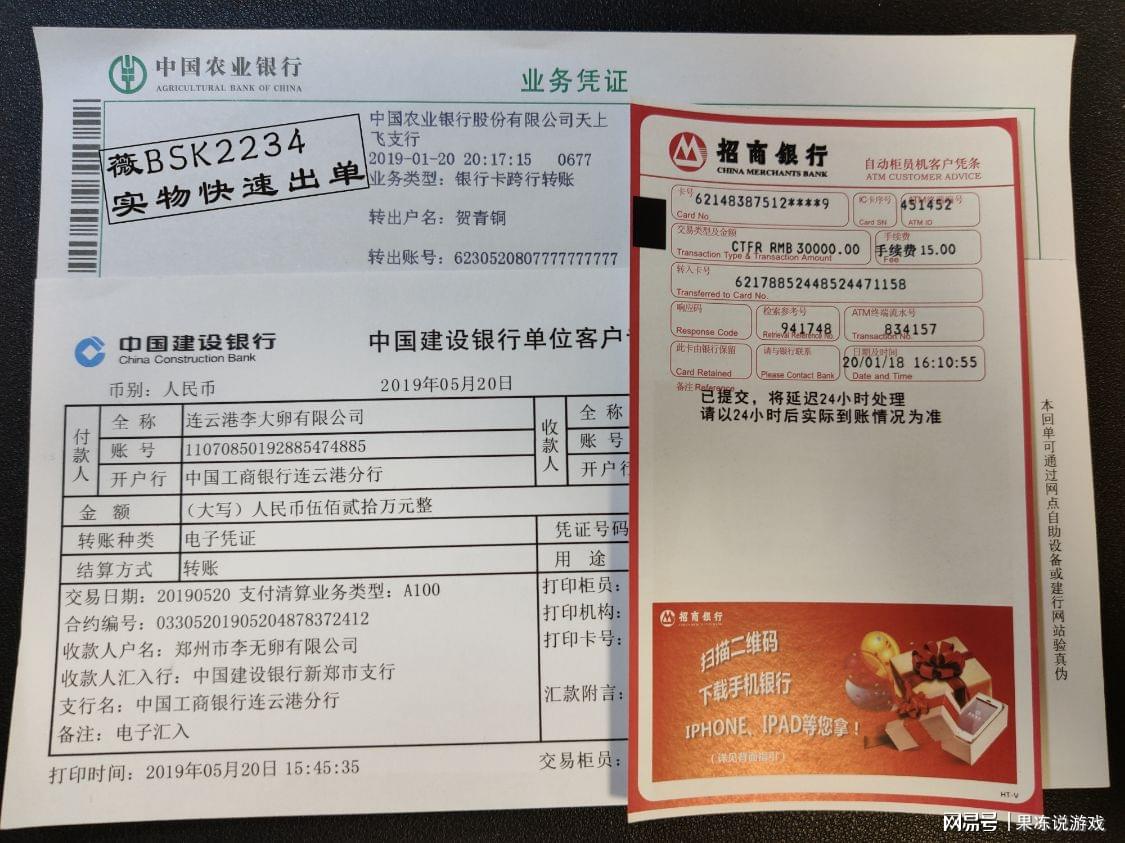 中国农业银行
AGRICULTURAL BANK OF CHINA
业务凭证
中国农业银行股份有限公司天上
飞支行
2019-01-20 20:17:15 0677
业务类型：银行卡跨行转账
转出户名：贺青铜
转出账号：6230520807777777777
薇BSK2234
实物快速出单
中国建设银行
China Construction Bank
中国建设银行单位客户
币别：人民币
2019年05月20日
付款人
全 称
连云港李大卵有限公司
账 号
11070850192885474885
开户行
中国工商银行连云港分行
收款人
全 称
账 号
开户行
金 额
（大写）人民币伍佰贰拾万元整
转账种类
电子凭证
凭证号码
结算方式
转账
用 途
交易日期：20190520 支付清算业务类型：A100
合约编号：033052019052048783 72412
收款人户名：郑州市李无卵有限公司
收款人汇入行：中国建设银行新郑市支行
支行名：中国工商银行连云港分行
备注：电子汇入
打印柜员：
打印机构：
打印卡号：
汇款附言：
打印时间：2019年05月20日 15:45:35
交易柜员：
本回单可通过网点自助设备或建行网站验真伪
招商银行
CHINA MERCHANTS BANK
自动柜员机客户凭条
ATM CUSTOMER ADVICE
卡号
62148387512****9
Card No
IC卡序号
Card SN
451452
ATM ID
交易类型及金额
CTFR RMB 30000.00
Transaction Type & Transaction Amount
手续费
手续费 15.00
Fee
转入卡号
62178852448524471158
Transferred to Card No.
响应码
Response Code
检索参考号
941748
Retrieval Reference No.
ATM终端流水号
834157
Transaction No.
此卡由银行保留
Card Retained
请与银行联系
Please Contact Bank
日期及时间
20/01/18 16:10:55
Date and Time
备注Reference
已提交，将延迟24小时处理
请以24小时后实际到账情况为准
招商银行
扫描二维码
下载手机银行
IPHONE、IPAD等您拿！
（详见背面指引）
HT-V
网易号 | 果冻说游戏